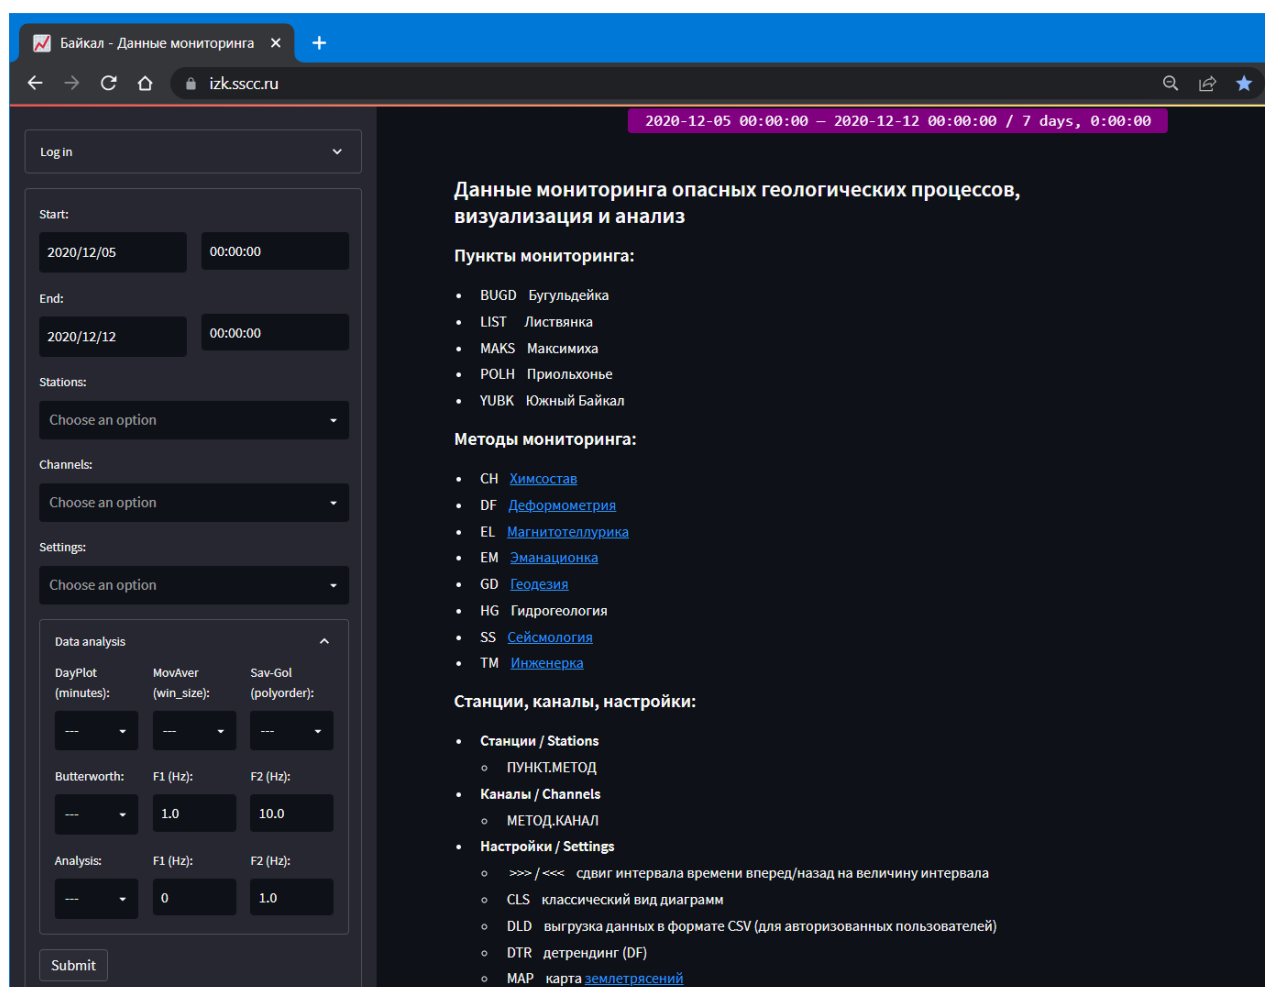 Байкал - Данные мониторинга
izk.sscc.ru
2020-12-05 00:00:00 — 2020-12-12 00:00:00 / 7 days, 0:00:00
Log in
Start:
2020/12/05 00:00:00
End:
2020/12/12 00:00:00
Stations:
Choose an option
Channels:
Choose an option
Settings:
Choose an option
Data analysis
DayPlot (minutes): MovAver (win_size): Sav-Gol (polyorder):
--- --- ---
Butterworth: F1 (Hz): F2 (Hz):
--- 1.0 10.0
Analysis: F1 (Hz): F2 (Hz):
--- 0 1.0
Submit
Данные мониторинга опасных геологических процессов,
визуализация и анализ
Пункты мониторинга:
• BUGD Бугульдейка
• LIST Листвянка
• MAKS Максимиха
• POLH Приольхонье
• YUBK Южный Байкал
Методы мониторинга:
• CH Химсостав
• DF Деформометрия
• EL Магнитотеллурика
• EM Эманационка
• GD Геодезия
• HG Гидрогеология
• SS Сейсмология
• TM Инженерка
Станции, каналы, настройки:
• Станции / Stations
◦ ПУНКТ.МЕТОД
• Каналы / Channels
◦ МЕТОД.КАНАЛ
• Настройки / Settings
◦ >>> / <<< сдвиг интервала времени вперед/назад на величину интервала
◦ CLS классический вид диаграмм
◦ DLD выгрузка данных в формате CSV (для авторизованных пользователей)
◦ DTR детрендинг (DF)
◦ MAP карта землетрясений